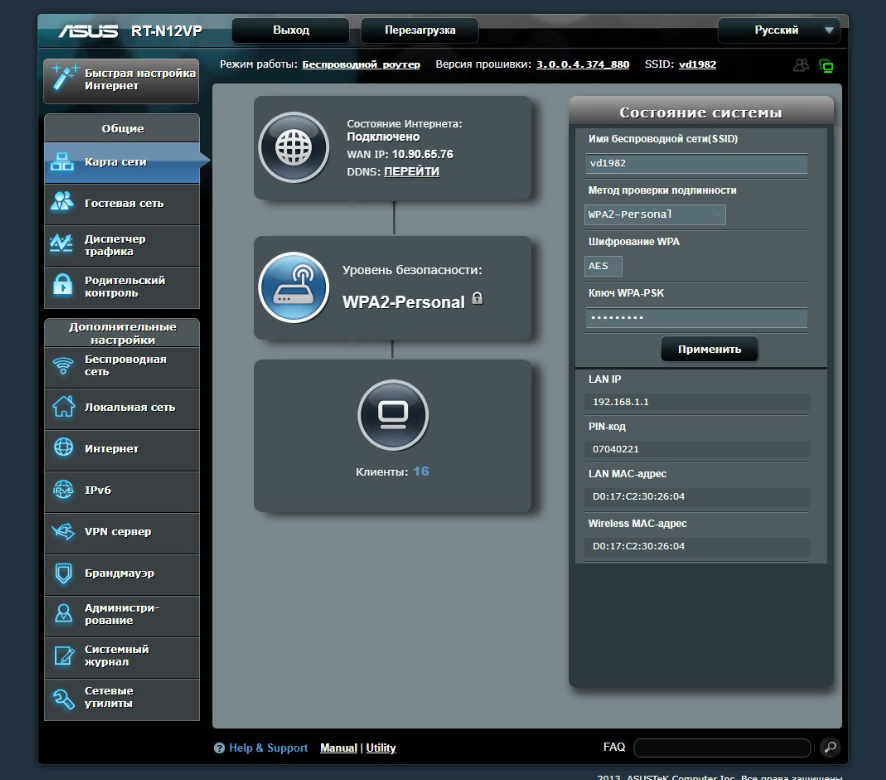 ASUS RT-N12VP Выход Перезагрузка Русский
Режим работы: Беспроводной роутер Версия прошивки: 3.0.0.4.374_880 SSID: vd1982
Быстрая настройка
Интернет
Общие
Карта сети
Гостевая сеть
Диспетчер
трафика
Родительский
контроль
Дополнительные
настройки
Беспроводная
сеть
Локальная сеть
Интернет
IPv6
VPN сервер
Брандмауэр
Администри-
рование
Системный
журнал
Сетевые
утилиты
Состояние Интернета:
Подключено
WAN IP: 10.90.65.76
DDNS: ПЕРЕЙТИ
Уровень безопасности:
WPA2-Personal
Клиенты: 16
Состояние системы
Имя беспроводной сети(SSID)
vd1982
Метод проверки подлинности
WPA2-Personal
Шифрование WPA
AES
Ключ WPA-PSK
•••••••••
Применить
LAN IP
192.168.1.1
PIN-код
07040221
LAN MAC-адрес
D0:17:C2:30:26:04
Wireless MAC-адрес
D0:17:C2:30:26:04
Help & Support Manual | Utility FAQ
2013 ASUSTeK Computer Inc. Все права защищены